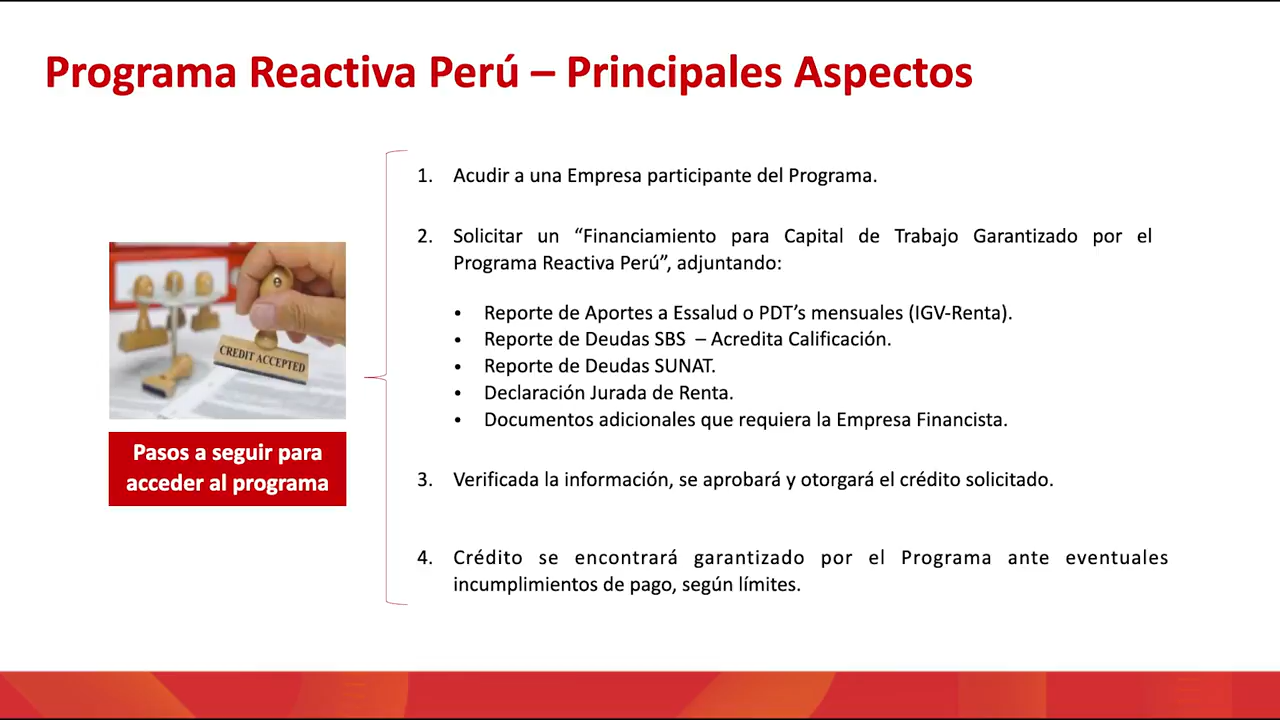 Programa Reactiva Perú – Principales Aspectos
1. Acudir a una Empresa participante del Programa.
2. Solicitar un “Financiamiento para Capital de Trabajo Garantizado por el
Programa Reactiva Perú”, adjuntando:
• Reporte de Aportes a Essalud o PDT’s mensuales (IGV-Renta).
• Reporte de Deudas SBS – Acredita Calificación.
• Reporte de Deudas SUNAT.
• Declaración Jurada de Renta.
• Documentos adicionales que requiera la Empresa Financista.
3. Verificada la información, se aprobará y otorgará el crédito solicitado.
4. Crédito se encontrará garantizado por el Programa ante eventuales
incumplimientos de pago, según límites.
CREDIT ACCEPTED
Pasos a seguir para
acceder al programa